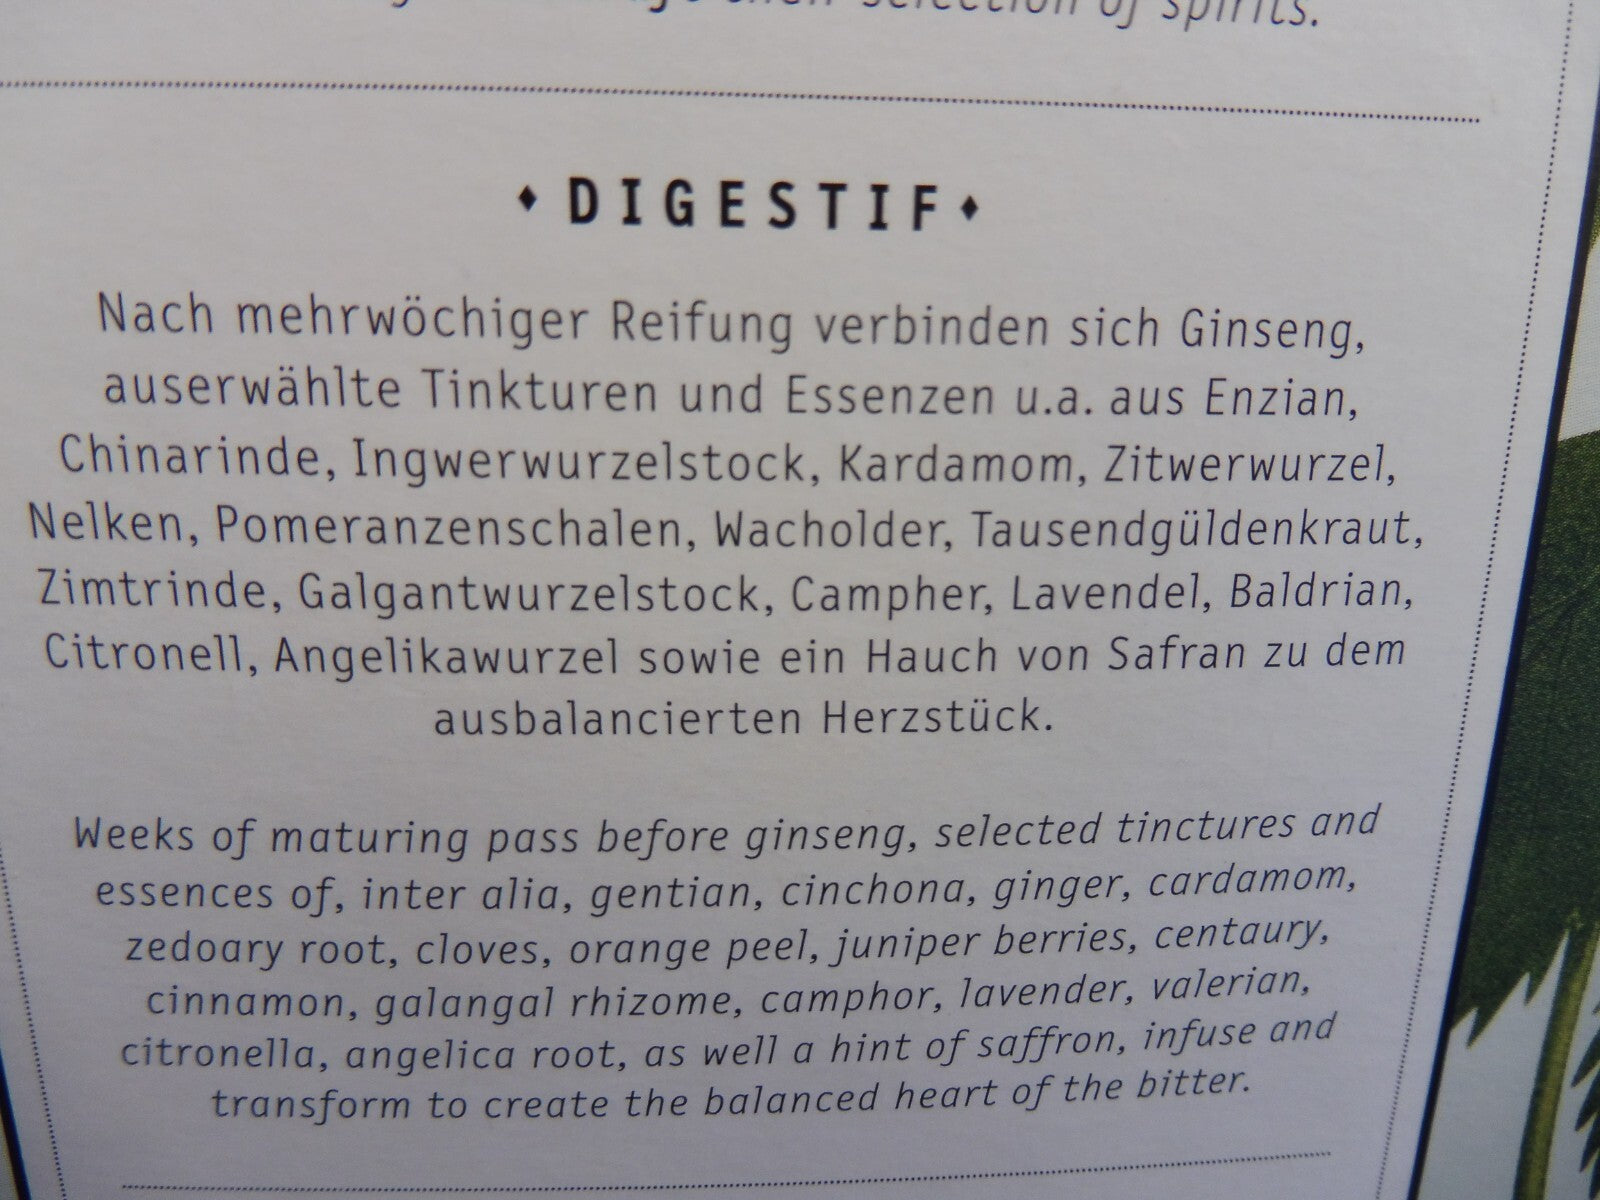 their selection of spirits.
♦ DIGESTIF ♦
Nach mehrwöchiger Reifung verbinden sich Ginseng,
auserwählte Tinkturen und Essenzen u.a. aus Enzian,
Chinarinde, Ingwerwurzelstock, Kardamom, Zitwerwurzel,
Nelken, Pomeranzenschalen, Wacholder, Tausendgüldenkraut,
Zimtrinde, Galgantwurzelstock, Campher, Lavendel, Baldrian,
Citronell, Angelikawurzel sowie ein Hauch von Safran zu dem
ausbalancierten Herzstück.
Weeks of maturing pass before ginseng, selected tinctures and
essences of, inter alia, gentian, cinchona, ginger, cardamom,
zedoary root, cloves, orange peel, juniper berries, centaury,
cinnamon, galangal rhizome, camphor, lavender, valerian,
citronella, angelica root, as well a hint of saffron, infuse and
transform to create the balanced heart of the bitter.